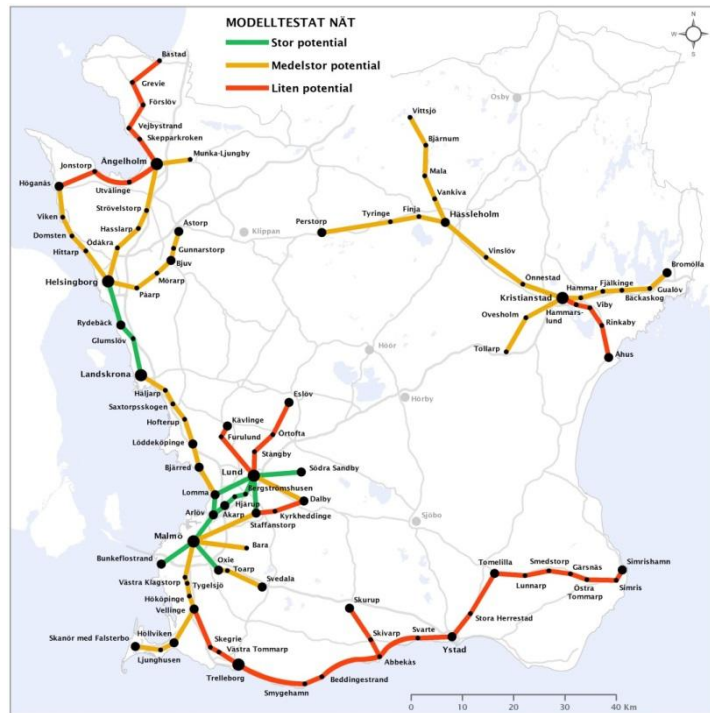 MODELLTESTAT NÄT
Stor potential
Medelstor potential
Liten potential
N
W
S
Båstad
Grevie
Förslöv
Vejbystrand
Skepparkroken
Ängelholm
Munka-Ljungby
Jonstorp
Höganäs
Utvälinge
Strövelstorp
Viken
Domsten
Hasslarp
Hittarp
Ödåkra
Åstorp
Gunnarstorp
Bjuv
Mörarp
Helsingborg
Påarp
Klippan
Rydebäck
Glumslöv
Landskrona
Häljarp
Saxtorpsskogen
Hofterup
Löddeköpinge
Bjärred
Osby
Vittsjö
Bjärnum
Mala
Vankiva
Finja
Tyringe
Perstorp
Hässleholm
Vinslöv
Önnestad
Kristianstad
Hammar
Fjälkinge
Bromölla
Gualöv
Bäckaskog
Hammars-
lund
Viby
Rinkaby
Ovesholm
Tollarp
Åhus
Höör
Hörby
Eslöv
Kävlinge
Furulund
Örtofta
Stångby
Lund
Södra Sandby
Bergströmshusen
Lomma
Hjärup
Dalby
Arlöv
Åkarp
Kyrkheddinge
Staffanstorp
Malmö
Bara
Bunkeflostrand
Oxie
Toarp
Svedala
Västra Klagstorp
Tygelsjö
Hököpinge
Vellinge
Höllviken
Skanör med Falsterbo
Ljunghusen
Skegrie
Västra Tommarp
Trelleborg
Smygehamn
Beddingestrand
Skurup
Skivarp
Abbekås
Svarte
Ystad
Sjöbo
Stora Herrestad
Tomelilla
Lunnarp
Smedstorp
Gärsnäs
Östra
Tommarp
Simrishamn
Simris
0 10 20 30 40 Km